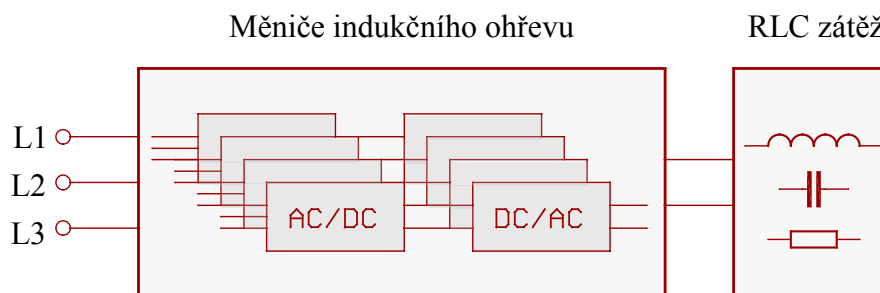 Měniče indukčního ohřevu
RLC zátěž
L1
L2
L3
AC/DC
DC/AC